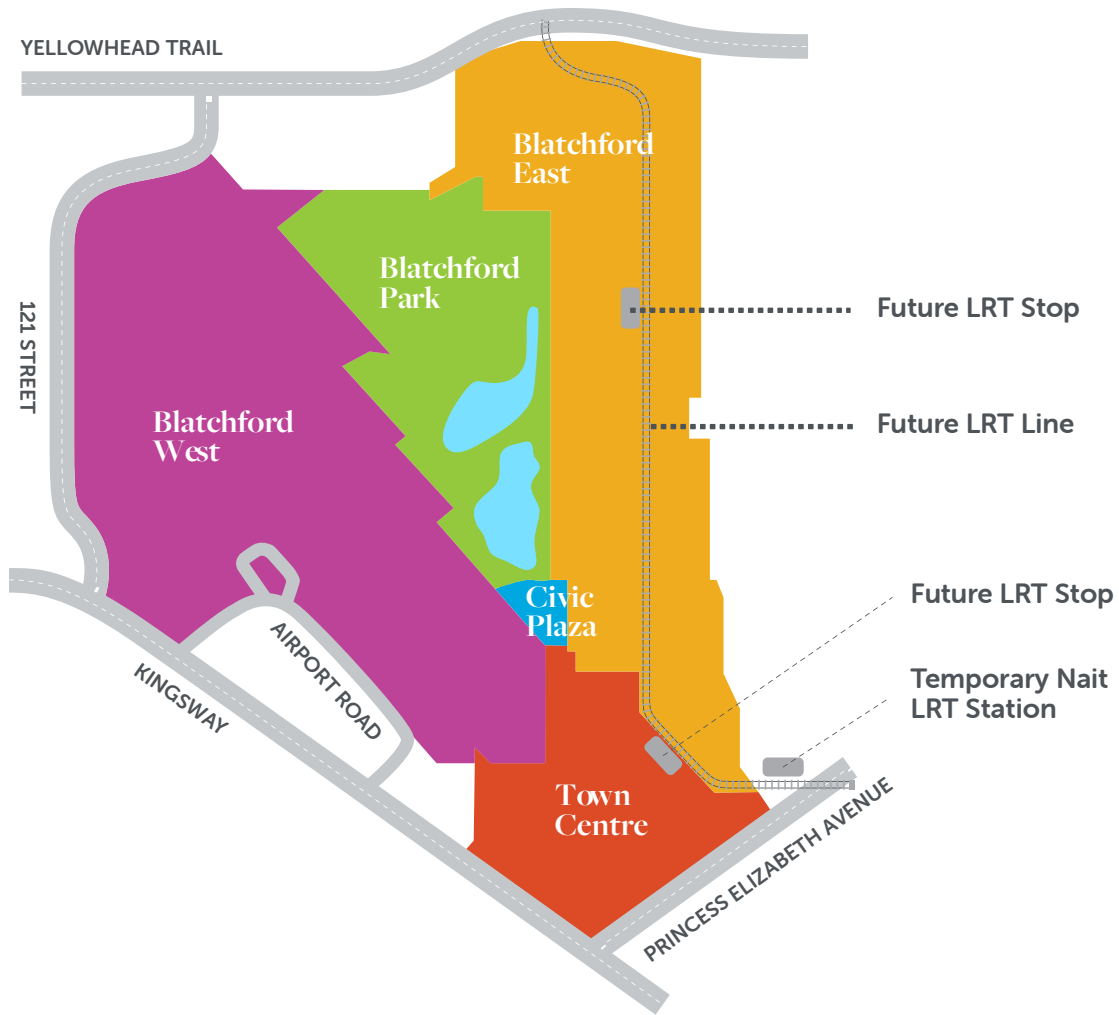 YELLOWHEAD TRAIL
Blatchford
East
Blatchford
Park
Future LRT Stop
121 STREET
Blatchford
West
Future LRT Line
Civic
Plaza
Future LRT Stop
AIRPORT ROAD
KINGSWAY
Temporary Nait
LRT Station
Town
Centre
PRINCESS ELIZABETH AVENUE